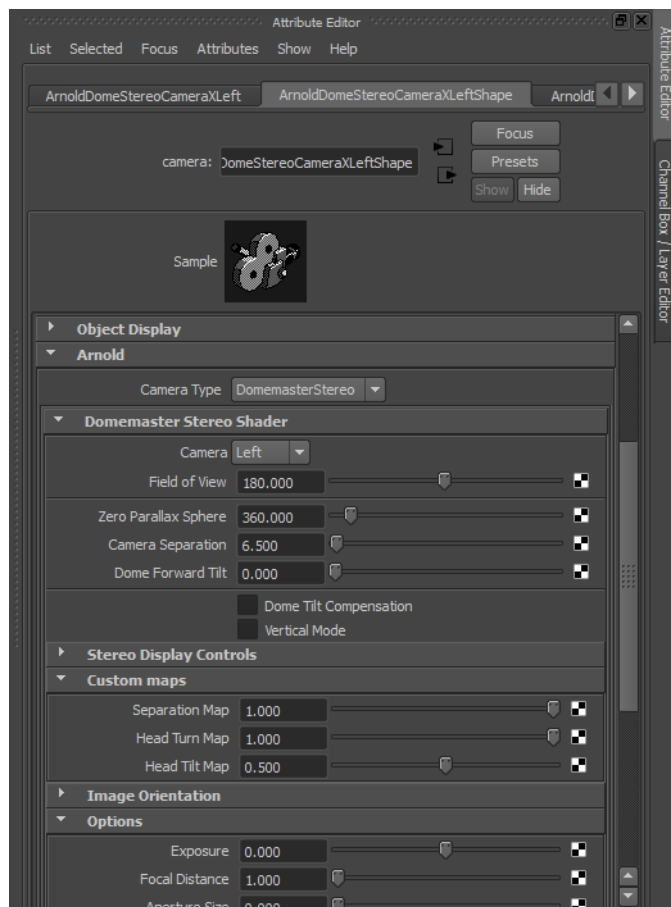 Attribute Editor
List Selected Focus Attributes Show Help
ArnoldDomeStereoCameraXLeft ArnoldDomeStereoCameraXLeftShape
Focus
camera: DomeStereoCameraXLeftShape Presets
Show Hide
Sample
Object Display
Arnold
Camera Type DomemasterStereo
Domemaster Stereo Shader
Camera Left
Field of View 180.000
Zero Parallax Sphere 360.000
Camera Separation 6.500
Dome Forward Tilt 0.000
Dome Tilt Compensation
Vertical Mode
Stereo Display Controls
Custom maps
Separation Map 1.000
Head Turn Map 1.000
Head Tilt Map 0.500
Image Orientation
Options
Exposure 0.000
Focal Distance 1.000
Aperture Size 0.000
Attribute Editor
Channel Box / Layer Editor